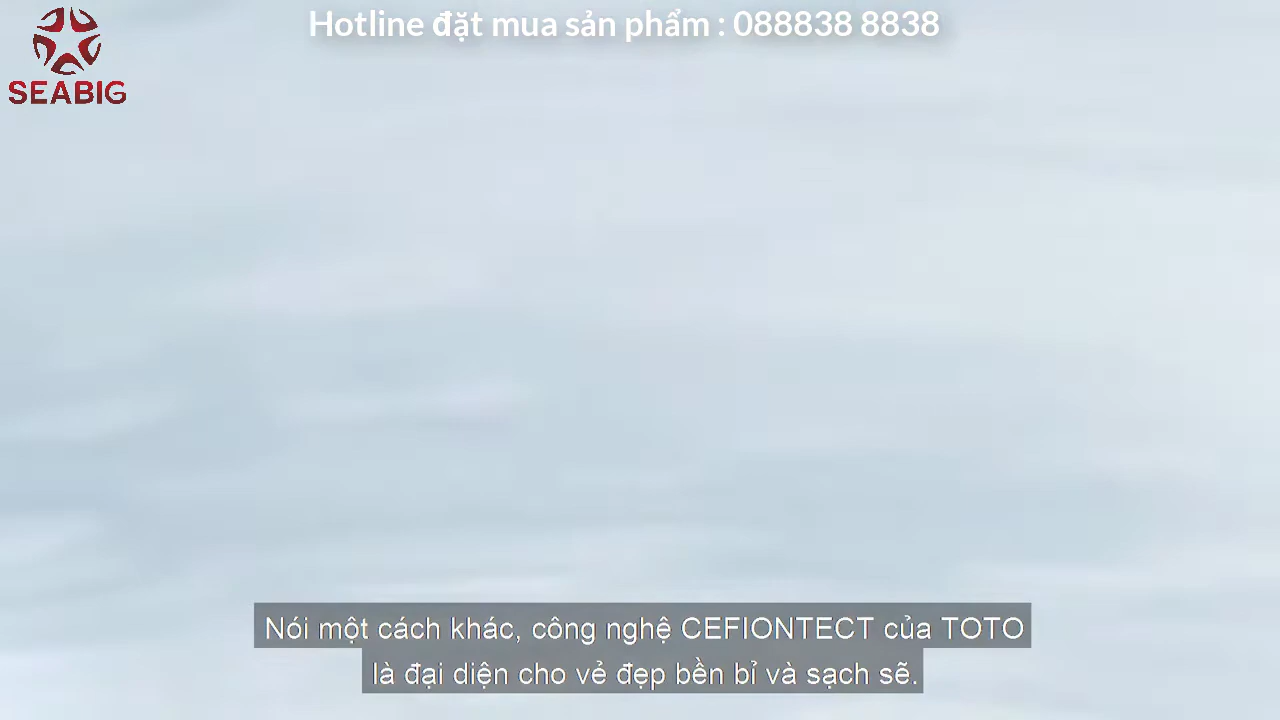 Hotline đặt mua sản phẩm : 088838 8838
SEABIG
Nói một cách khác, công nghệ CEFIONTECT của TOTO
là đại diện cho vẻ đẹp bền bỉ và sạch sẽ.